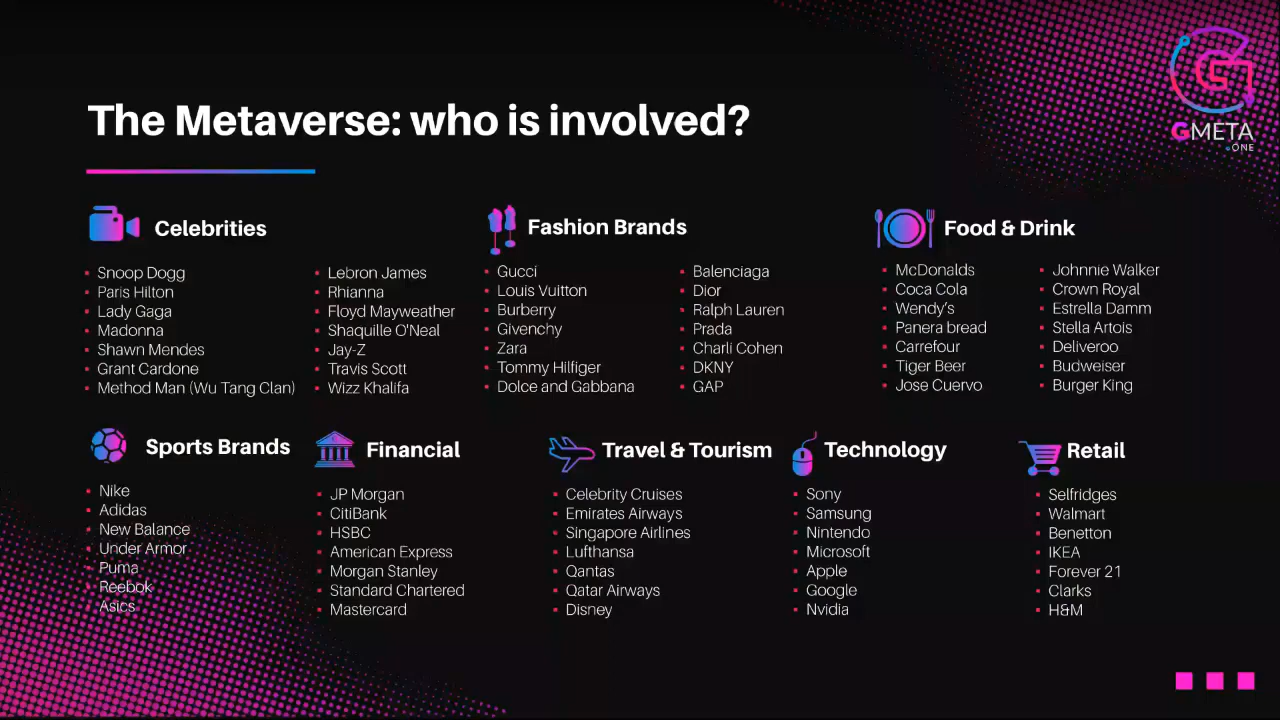 The Metaverse: who is involved?
GMETA
.ONE
Celebrities
Snoop Dogg
Paris Hilton
Lady Gaga
Madonna
Shawn Mendes
Grant Cardone
Method Man (Wu Tang Clan)
Lebron James
Rhianna
Floyd Mayweather
Shaquille O'Neal
Jay-Z
Travis Scott
Wizz Khalifa
Fashion Brands
Gucci
Louis Vuitton
Burberry
Givenchy
Zara
Tommy Hilfiger
Dolce and Gabbana
Balenciaga
Dior
Ralph Lauren
Prada
Charli Cohen
DKNY
GAP
Food & Drink
McDonalds
Coca Cola
Wendy's
Panera bread
Carrefour
Tiger Beer
Jose Cuervo
Johnnie Walker
Crown Royal
Estrella Damm
Stella Artois
Deliveroo
Budweiser
Burger King
Sports Brands
Nike
Adidas
New Balance
Under Armor
Puma
Reebok
Asics
Financial
JP Morgan
CitiBank
HSBC
American Express
Morgan Stanley
Standard Chartered
Mastercard
Travel & Tourism
Celebrity Cruises
Emirates Airways
Singapore Airlines
Lufthansa
Qantas
Qatar Airways
Disney
Technology
Sony
Samsung
Nintendo
Microsoft
Apple
Google
Nvidia
Retail
Selfridges
Walmart
Benetton
IKEA
Forever 21
Clarks
H&M